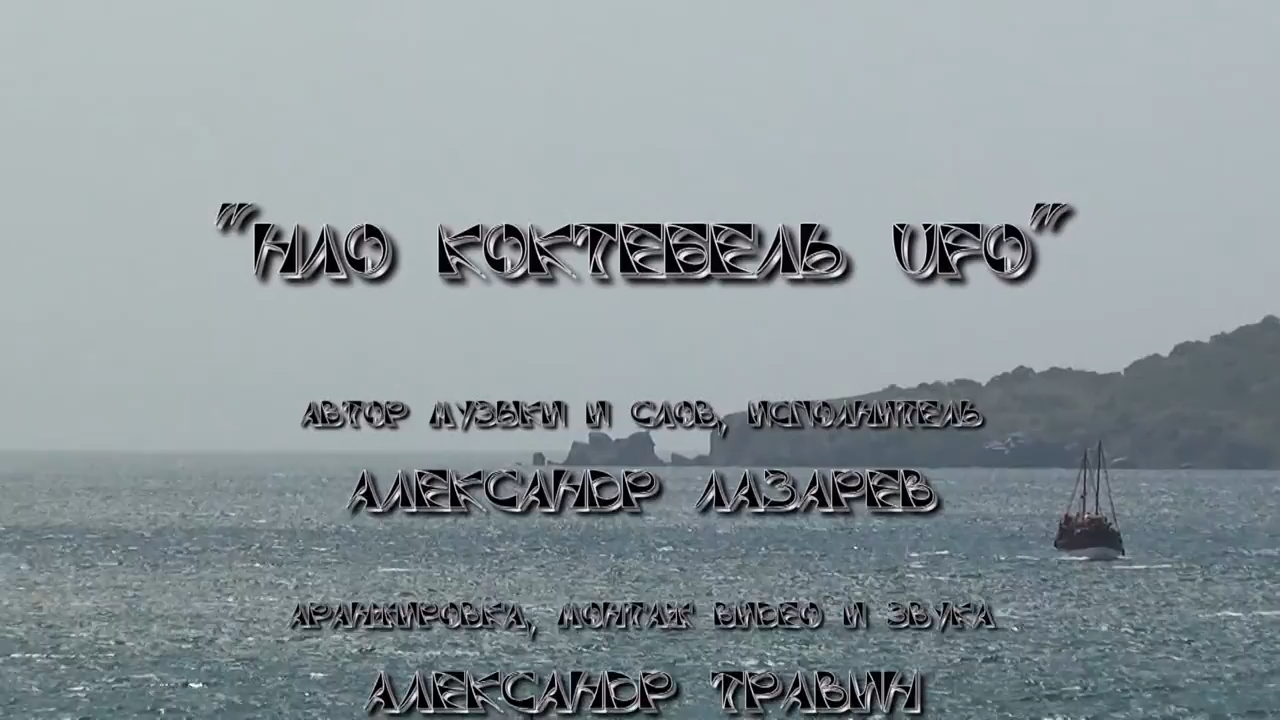 "НЛО КОКТЕБЕЛЬ UFO"
АВТОР МУЗЫКИ И СЛОВ, ИСПОЛНИТЕЛЬ
АЛЕКСАНДР ЛАЗАРЕВ
АРАНЖИРОВКА, МОНТАЖ ВИДЕО И ЗВУКА
АЛЕКСАНДР ТРАВИН